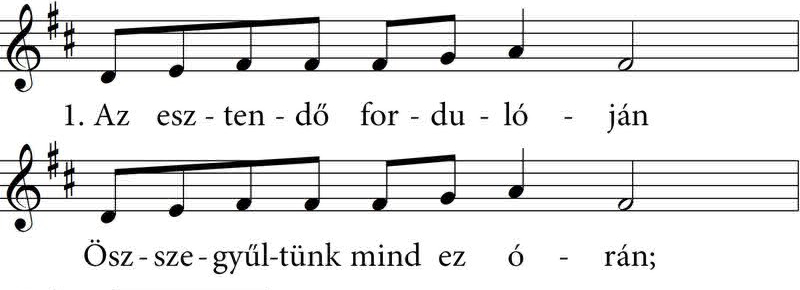 1. Az esz - ten - dő for - du - ló - ján
Ösz - sze - gyűl - tünk mind ez ó - rán;